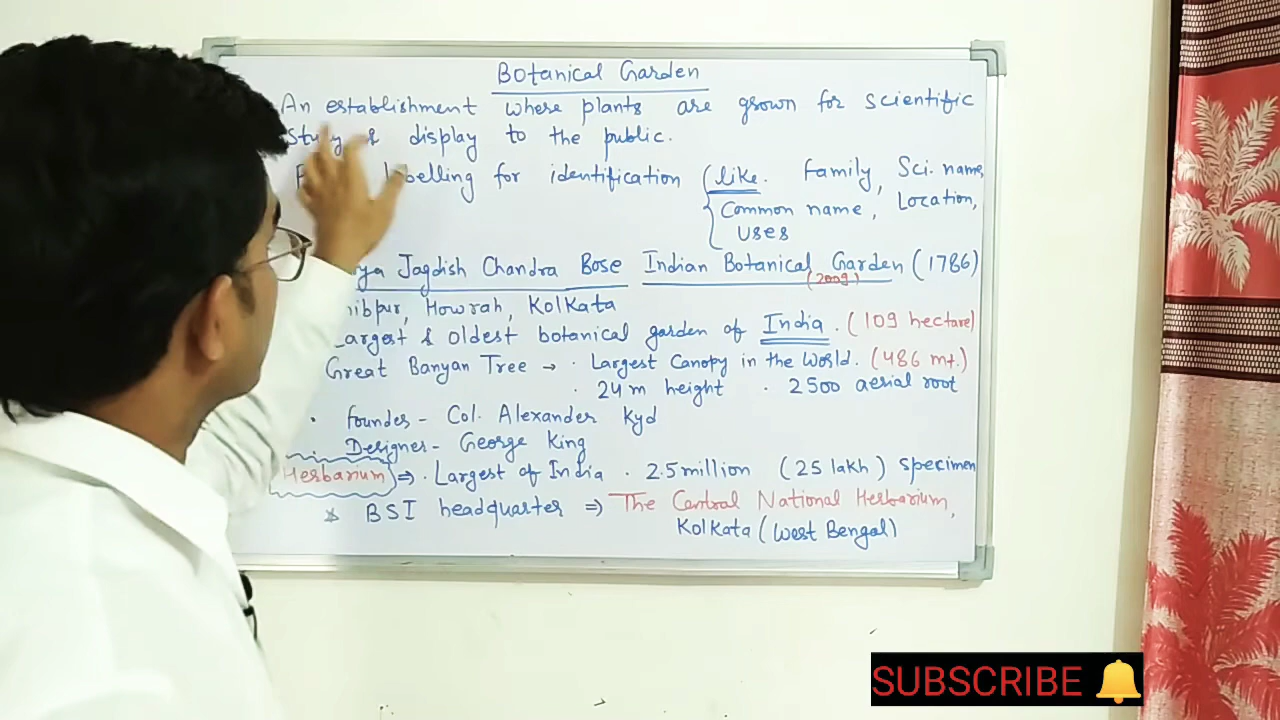 Botanical Garden
An establishment where plants are grown for scientific
Study & display to the public.
labelling for identification (like. Family, Sci. name,
Common name, Location,
Uses
Jagdish Chandra Bose Indian Botanical Garden (1786)
(2009)
Howrah, Kolkata
Largest & oldest botanical garden of India. (109 hectare)
Great Banyan Tree → · Largest Canopy in the World. (486 mt.)
· 24m height · 2500 aerial root
· founder - Col. Alexander Kyd
Designer - George King
Herbarium ⇒ · Largest of India · 2.5 million (25 lakh) specimen
BSI headquarter ⇒ The Central National Herbarium,
Kolkata (West Bengal)
SUBSCRIBE